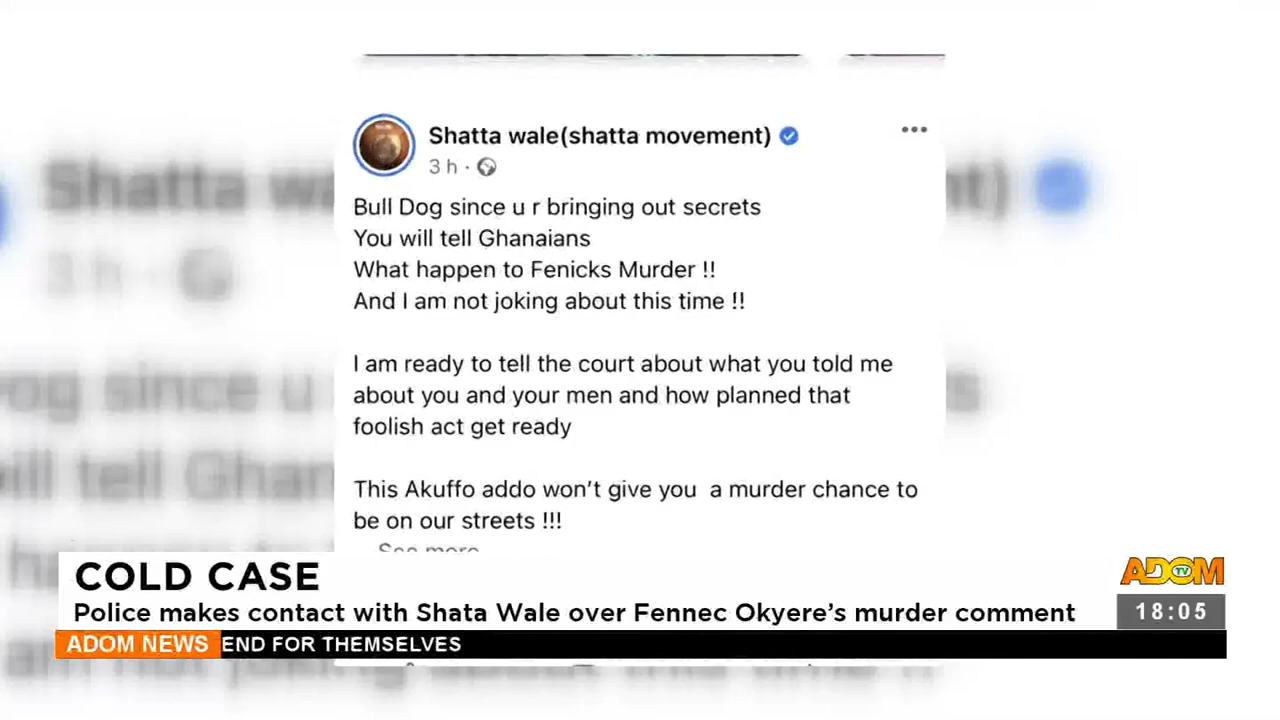 Shatta wale(shatta movement)
3 h ·
Bull Dog since u r bringing out secrets
You will tell Ghanaians
What happen to Fenicks Murder !!
And I am not joking about this time !!
I am ready to tell the court about what you told me
about you and your men and how planned that
foolish act get ready
This Akuffo addo won't give you a murder chance to
be on our streets !!!
... See more
COLD CASE
Police makes contact with Shata Wale over Fennec Okyere's murder comment
ADOM TV
18:05
ADOM NEWS
END FOR THEMSELVES